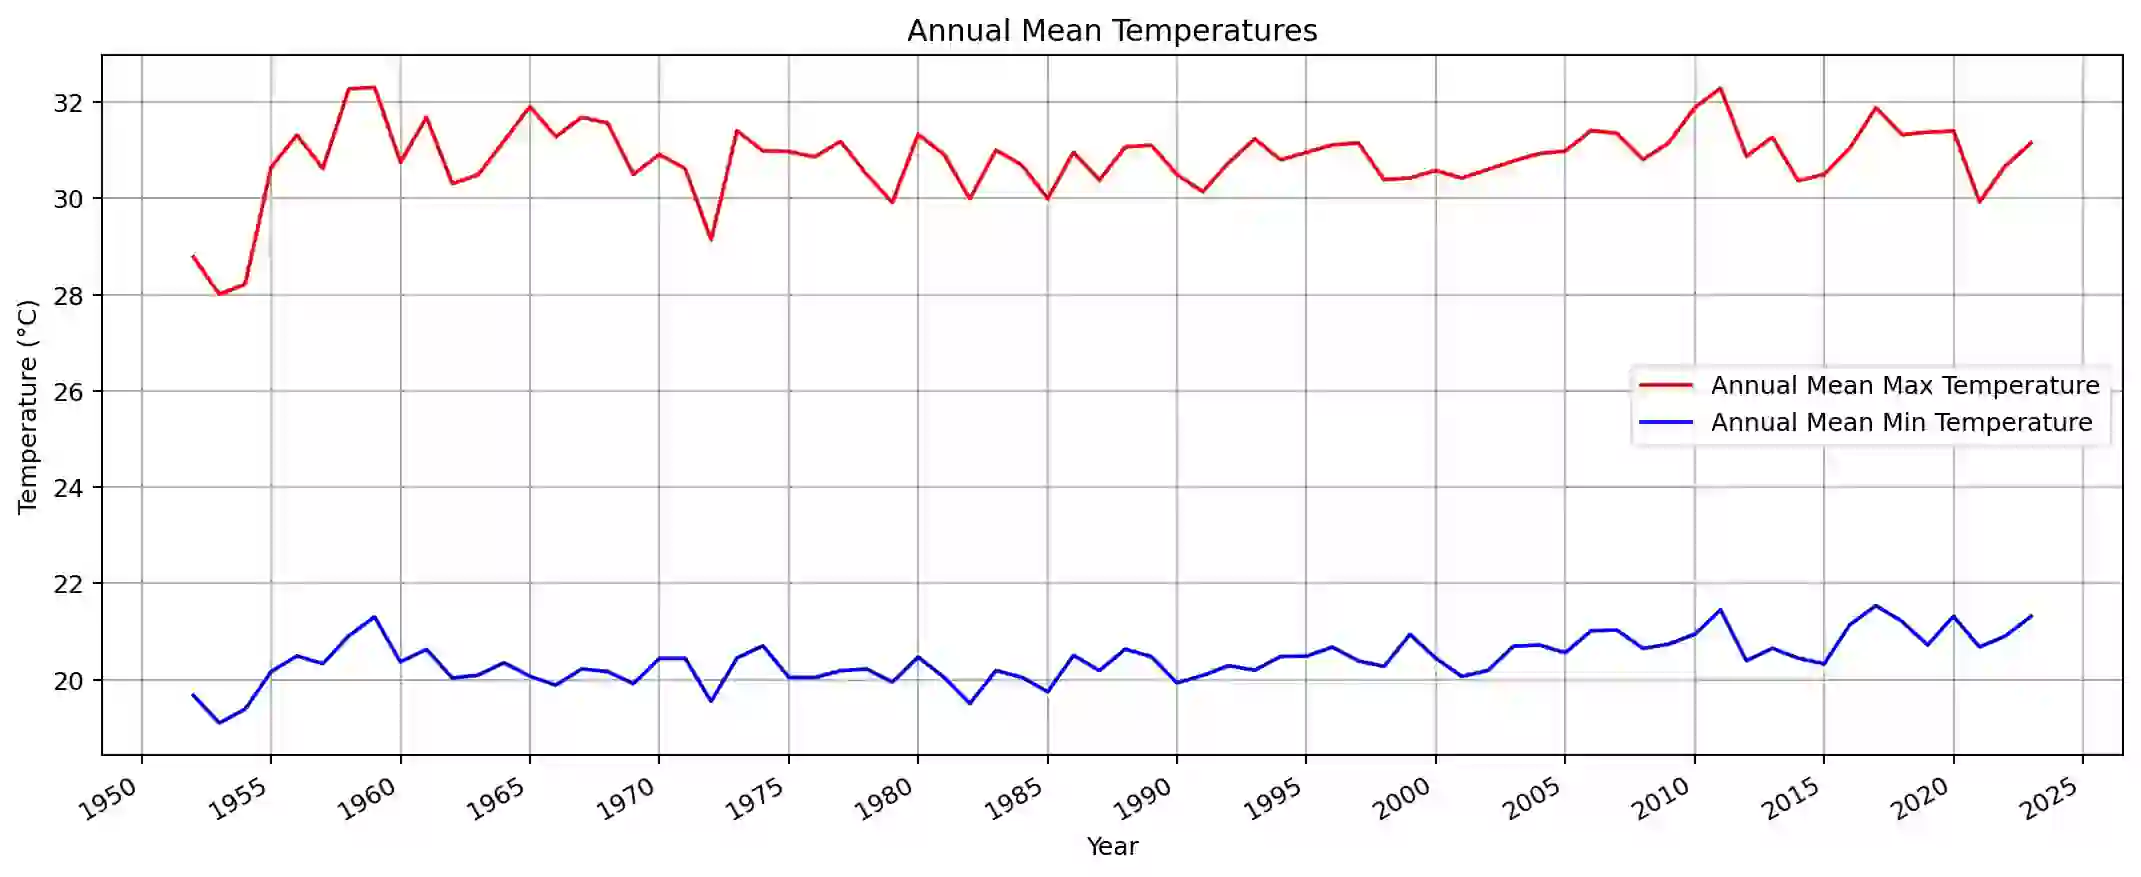 Annual Mean Temperatures
32
30
28
26
24
22
20
Temperature (°C)
Annual Mean Max Temperature
Annual Mean Min Temperature
1950 1955 1960 1965 1970 1975 1980 1985 1990 1995 2000 2005 2010 2015 2020 2025
Year